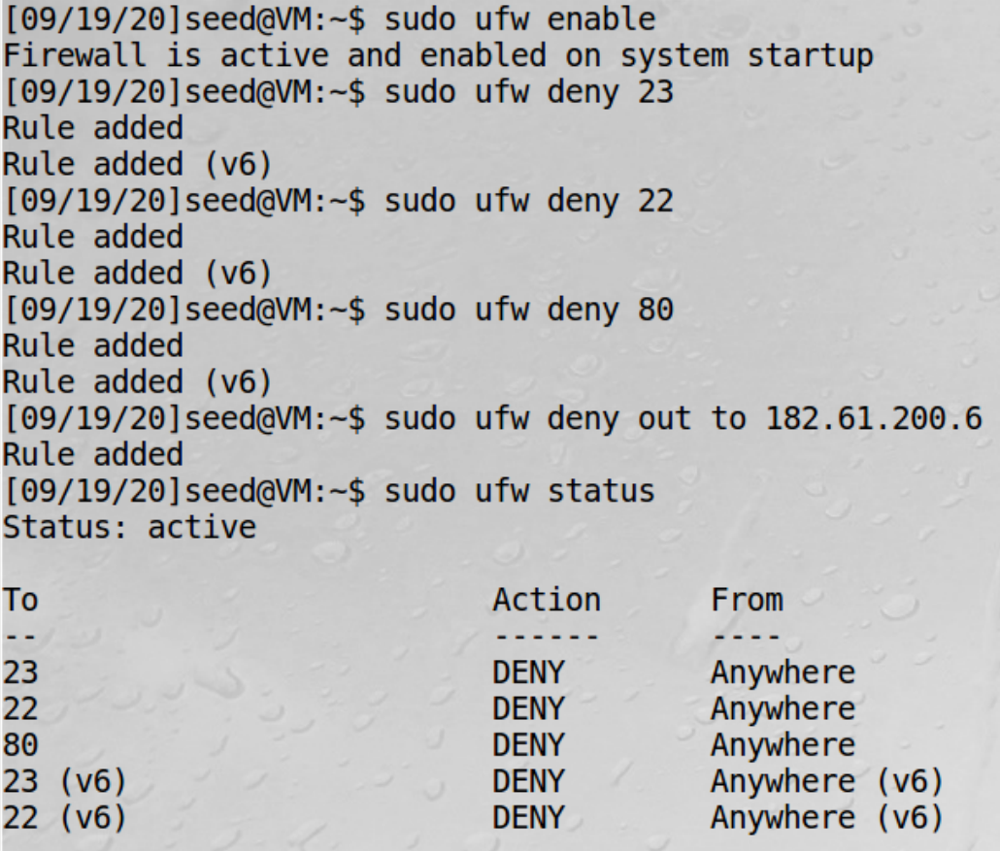 [09/19/20]seed@VM:~$ sudo ufw enable
Firewall is active and enabled on system startup
[09/19/20]seed@VM:~$ sudo ufw deny 23
Rule added
Rule added (v6)
[09/19/20]seed@VM:~$ sudo ufw deny 22
Rule added
Rule added (v6)
[09/19/20]seed@VM:~$ sudo ufw deny 80
Rule added
Rule added (v6)
[09/19/20]seed@VM:~$ sudo ufw deny out to 182.61.200.6
Rule added
[09/19/20]seed@VM:~$ sudo ufw status
Status: active
To Action From
-- ------ ----
23 DENY Anywhere
22 DENY Anywhere
80 DENY Anywhere
23 (v6) DENY Anywhere (v6)
22 (v6) DENY Anywhere (v6)